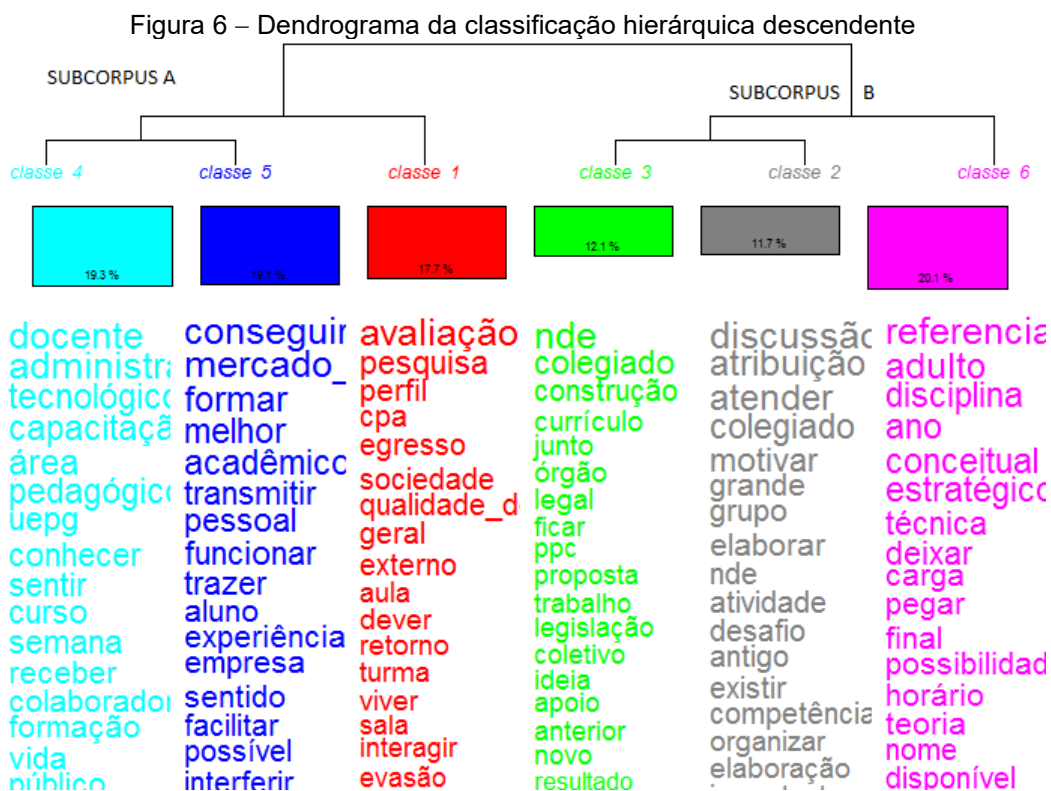 Figura 6 – Dendrograma da classificação hierárquica descendente
SUBCORPUS A
SUBCORPUS B
classe 4
classe 5
classe 1
classe 3
classe 2
classe 6
19.3 %
19.1 %
17.7 %
12.1 %
11.7 %
20.1 %
docente
administra
tecnológico
capacitaçã
área
pedagógico
uepg
conhecer
sentir
curso
semana
receber
colaborador
formação
vida
público
conseguir
mercado_
formar
melhor
acadêmico
transmitir
pessoal
funcionar
trazer
aluno
experiência
empresa
sentido
facilitar
possível
interferir
avaliação
pesquisa
perfil
cpa
egresso
sociedade
qualidade_d
geral
externo
aula
dever
retorno
turma
viver
sala
interagir
evasão
nde
colegiado
construção
currículo
junto
órgão
legal
ficar
ppc
proposta
trabalho
legislação
coletivo
ideia
apoio
anterior
novo
resultado
discussão
atribuição
atender
colegiado
motivar
grande
grupo
elaborar
nde
atividade
desafio
antigo
existir
competência
organizar
elaboração
referencia
adulto
disciplina
ano
conceitual
estratégico
técnica
deixar
carga
pegar
final
possibilidad
horário
teoria
nome
disponível